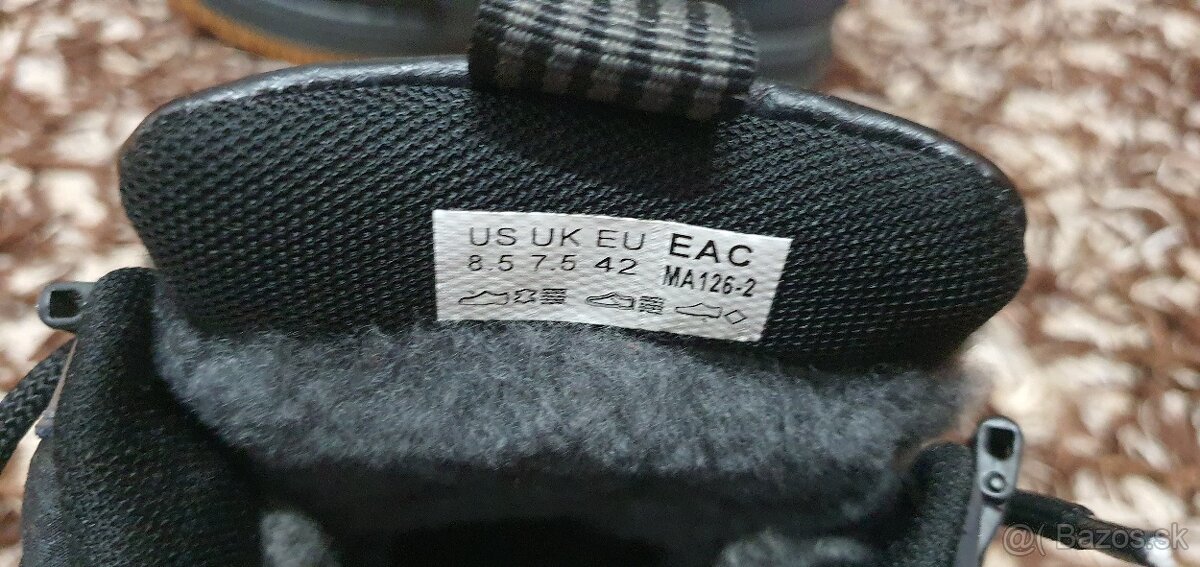 US UK EU EAC
8.5 7.5 42 MA126-2
@( Bazos.sk